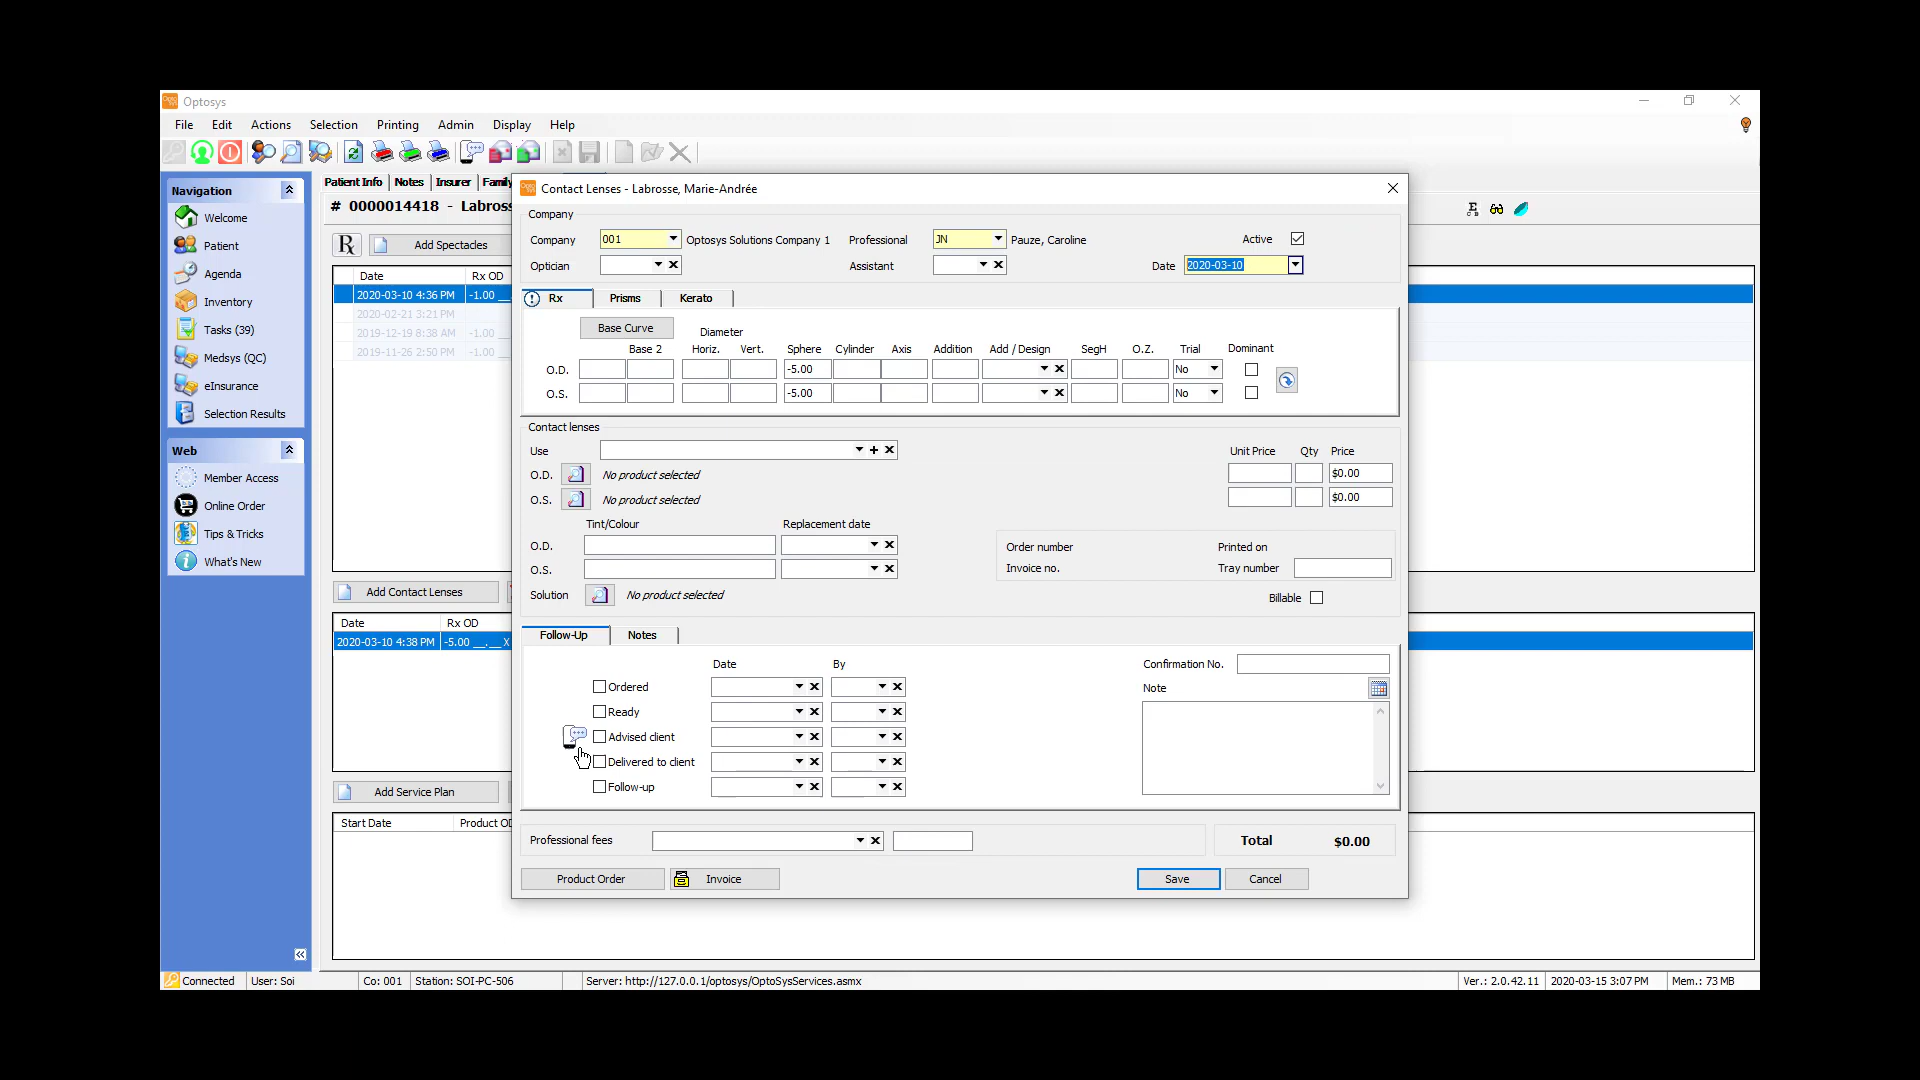 Optosys
File Edit Actions Selection Printing Admin Display Help
Navigation
Welcome
Patient
Agenda
Inventory
Tasks (39)
Medsys (QC)
eInsurance
Selection Results
Web
Member Access
Online Order
Tips & Tricks
What's New
Patient Info Notes Insurer Family
# 0000014418 - Labros
Rx Add Spectacles
Date Rx OD
2020-03-10 4:36 PM -1.00 __
2020-02-21 3:21 PM
2019-12-19 8:38 AM -1.00
2019-11-26 2:50 PM -1.00
Add Contact Lenses
Date Rx OD
2020-03-10 4:38 PM -5.00 __.__ X
Add Service Plan
Start Date Product OD
Contact Lenses - Labrosse, Marie-Andrée
Company
Company 001 Optosys Solutions Company 1 Professional JN Pauze, Caroline Active
Optician Assistant Date 2020-03-10
Rx Prisms Kerato
Base Curve Diameter
Base 2 Horiz. Vert. Sphere Cylinder Axis Addition Add / Design SegH O.Z. Trial Dominant
O.D. -5.00 No
O.S. -5.00 No
Contact lenses
Use Unit Price Qty Price
O.D. No product selected $0.00
O.S. No product selected $0.00
Tint/Colour Replacement date
O.D. Order number Printed on
O.S. Invoice no. Tray number
Solution No product selected Billable
Follow-Up Notes
Date By Confirmation No.
Ordered Note
Ready
Advised client
Delivered to client
Follow-up
Professional fees Total $0.00
Product Order Invoice Save Cancel
Connected User: Soi Co: 001 Station: SOI-PC-506 Server: http://127.0.0.1/optosys/OptoSysServices.asmx Ver.: 2.0.42.11 2020-03-15 3:07 PM Mem.: 73 MB